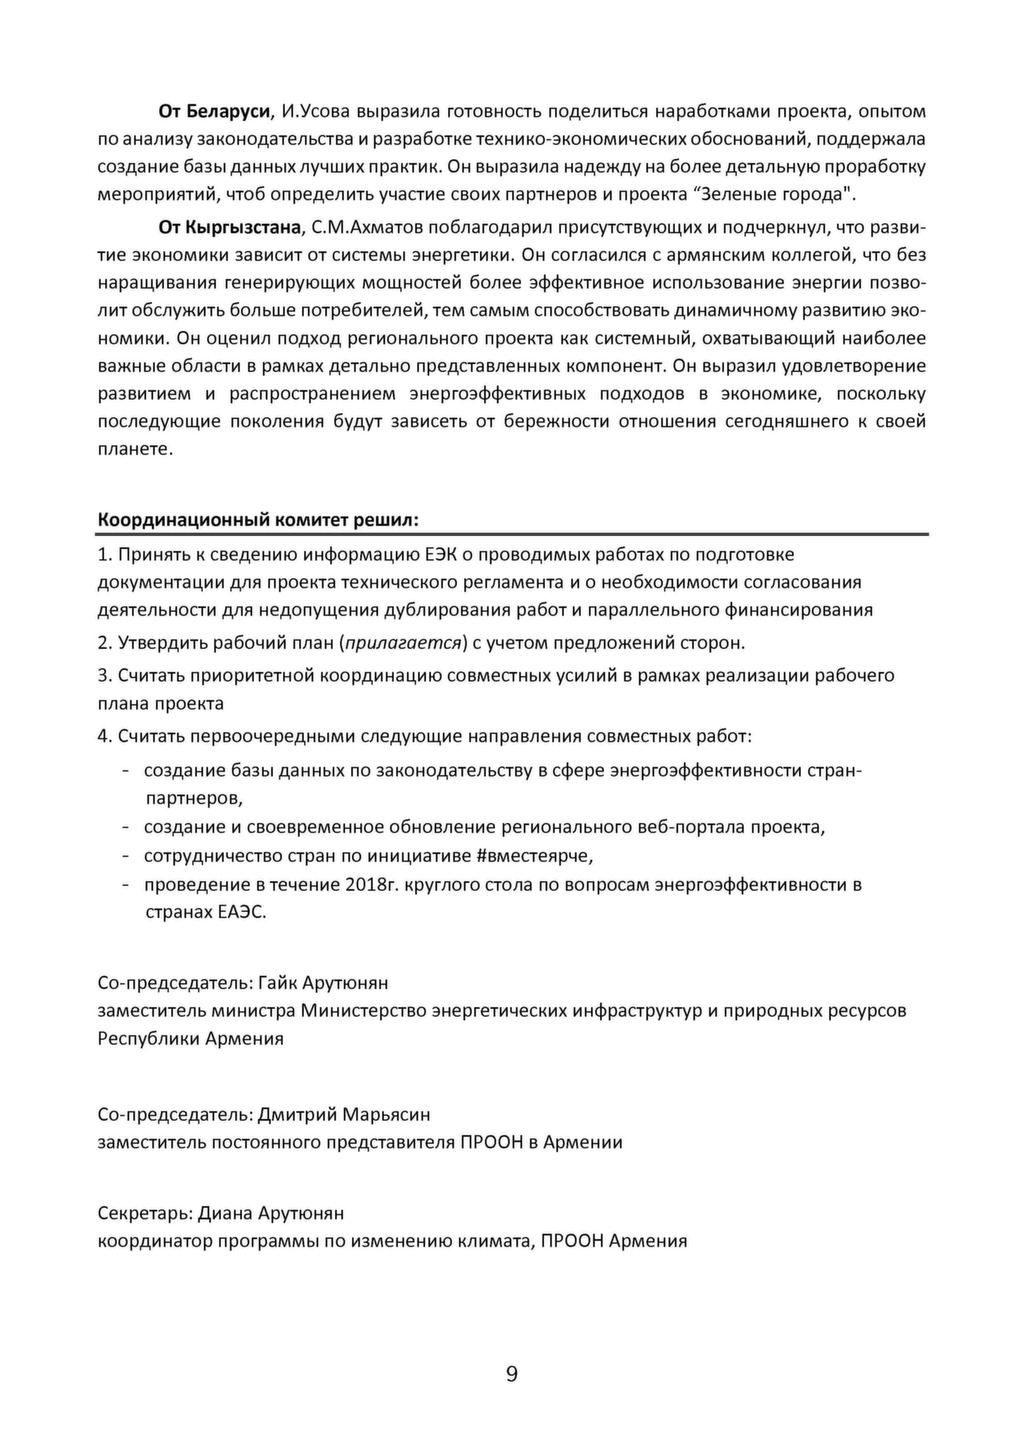 От Беларуси, И.Усова выразила готовность поделиться наработками проекта, опытом
по анализу законодательства и разработке технико-экономических обоснований, поддержала
создание базы данных лучших практик. Он выразила надежду на более детальную проработку
мероприятий, чтоб определить участие своих партнеров и проекта “Зеленые города".
От Кыргызстана, С.М.Ахматов поблагодарил присутствующих и подчеркнул, что разви-
тие экономики зависит от системы энергетики. Он согласился с армянским коллегой, что без
наращивания генерирующих мощностей более эффективное использование энергии позво-
лит обслужить больше потребителей, тем самым способствовать динамичному развитию эко-
номики. Он оценил подход регионального проекта как системный, охватывающий наиболее
важные области в рамках детально представленных компонент. Он выразил удовлетворение
развитием и распространением энергоэффективных подходов в экономике, поскольку
последующие поколения будут зависеть от бережности отношения сегодняшнего к своей
планете.
Координационный комитет решил:
1. Принять к сведению информацию ЕЭК о проводимых работах по подготовке
документации для проекта технического регламента и о необходимости согласования
деятельности для недопущения дублирования работ и параллельного финансирования
2. Утвердить рабочий план (прилагается) с учетом предложений сторон.
3. Считать приоритетной координацию совместных усилий в рамках реализации рабочего
плана проекта
4. Считать первоочередными следующие направления совместных работ:
- создание базы данных по законодательству в сфере энергоэффективности стран-
партнеров,
- создание и своевременное обновление регионального веб-портала проекта,
- сотрудничество стран по инициативе #вместеярче,
- проведение в течение 2018г. круглого стола по вопросам энергоэффективности в
странах ЕАЭС.
Со-председатель: Гайк Арутюнян
заместитель министра Министерство энергетических инфраструктур и природных ресурсов
Республики Армения
Со-председатель: Дмитрий Марьясин
заместитель постоянного представителя ПРООН в Армении
Секретарь: Диана Арутюнян
координатор программы по изменению климата, ПРООН Армения
9